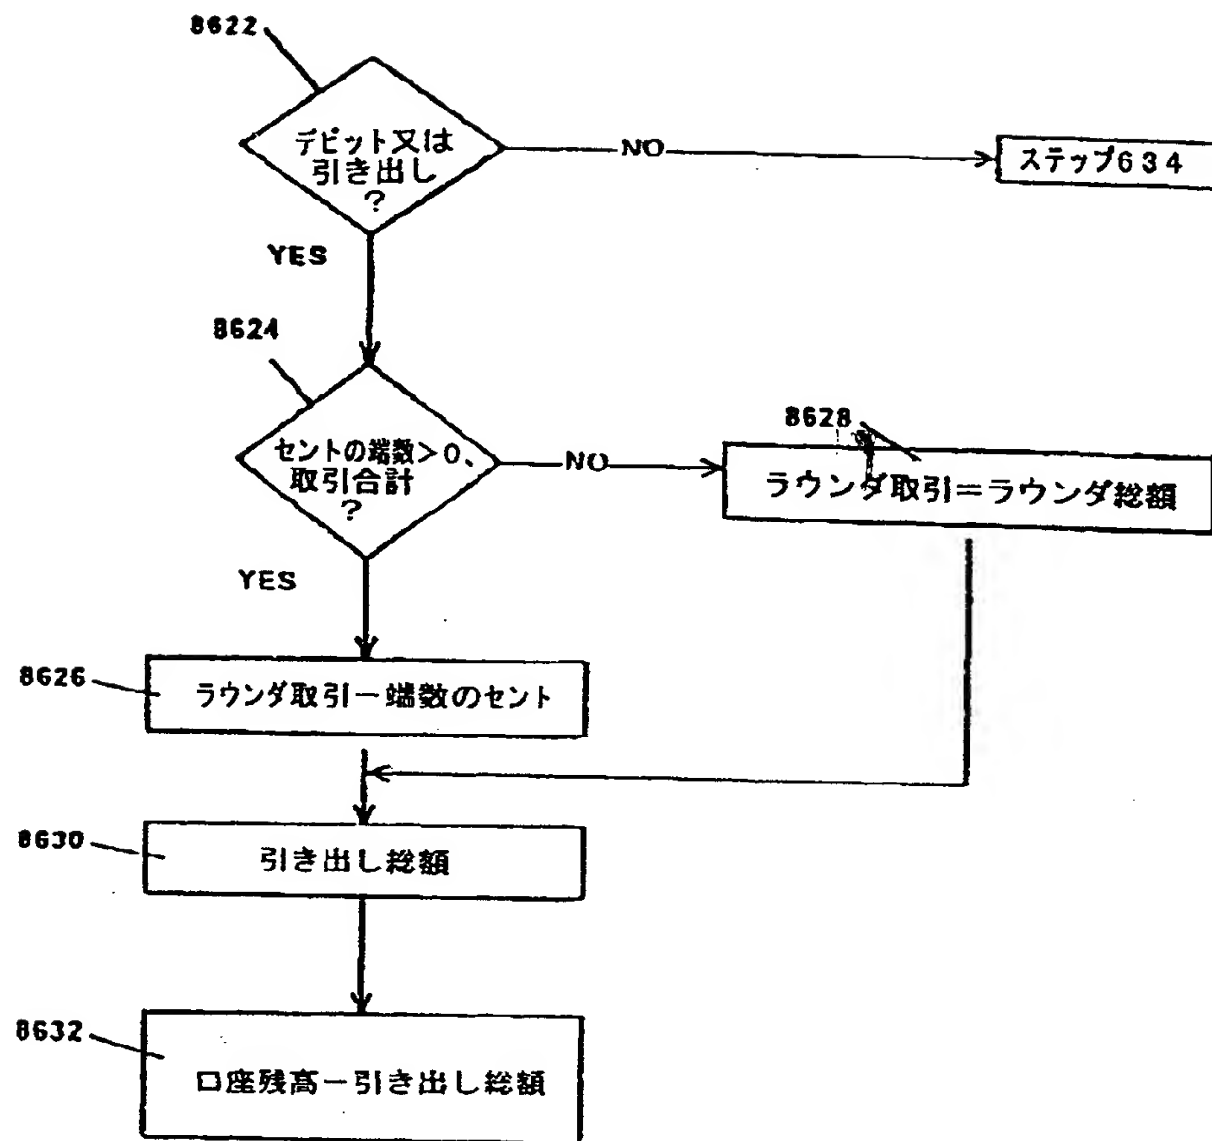 8622
デビット又は
引き出し
?
NO
ステップ634
YES
8624
セントの端数>0、
取引合計
?
NO
8628
ラウンダ取引=ラウンダ総額
YES
8626
ラウンダ取引-端数のセント
8630
引き出し総額
8632
口座残高-引き出し総額